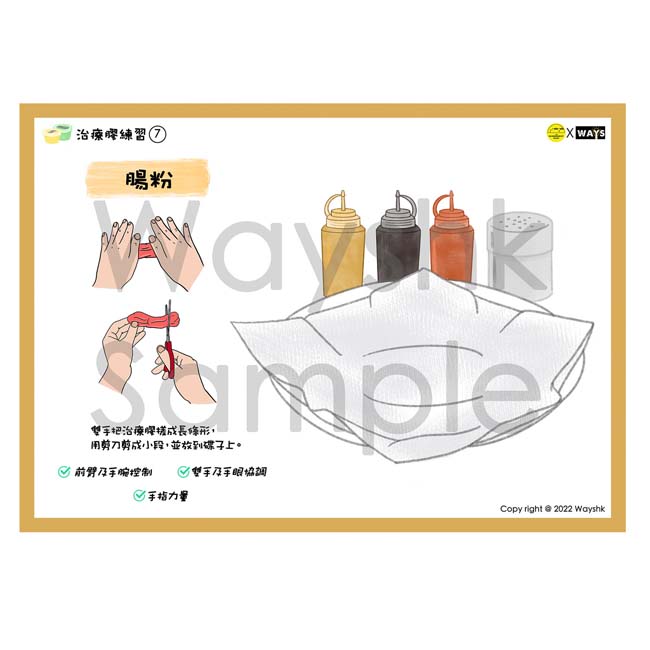 治療膠練習⑦
X WAYS
腸粉
Wayshk
Sample
雙手把治療膠搓成長條形，
用剪刀剪成小段，並放到碟子上。
前臂及手腕控制
雙手及手眼協調
手指力量
Copy right @ 2022 Wayshk